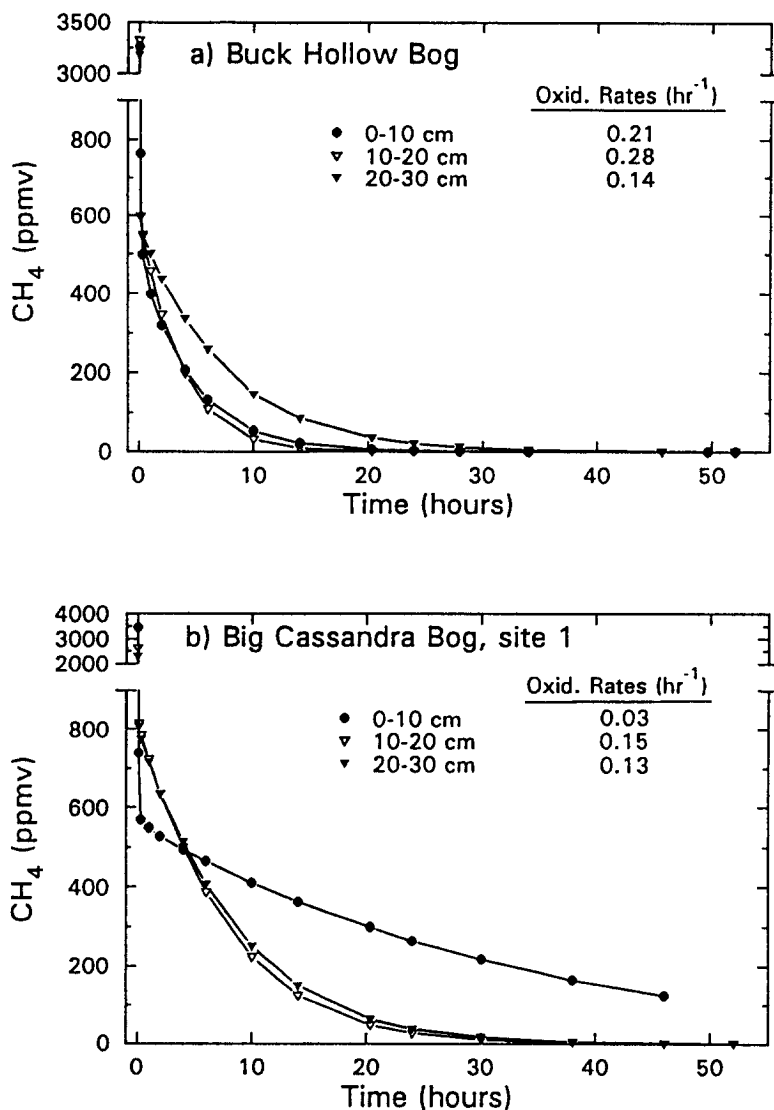 3500
3000
a) Buck Hollow Bog
Oxid. Rates (hr-1)
0-10 cm 0.21
10-20 cm 0.28
20-30 cm 0.14
800
600
400
200
0
CH4 (ppmv)
0 10 20 30 40 50
Time (hours)
4000
3000
2000
b) Big Cassandra Bog, site 1
Oxid. Rates (hr-1)
0-10 cm 0.03
10-20 cm 0.15
20-30 cm 0.13
800
600
400
200
0
CH4 (ppmv)
0 10 20 30 40 50
Time (hours)